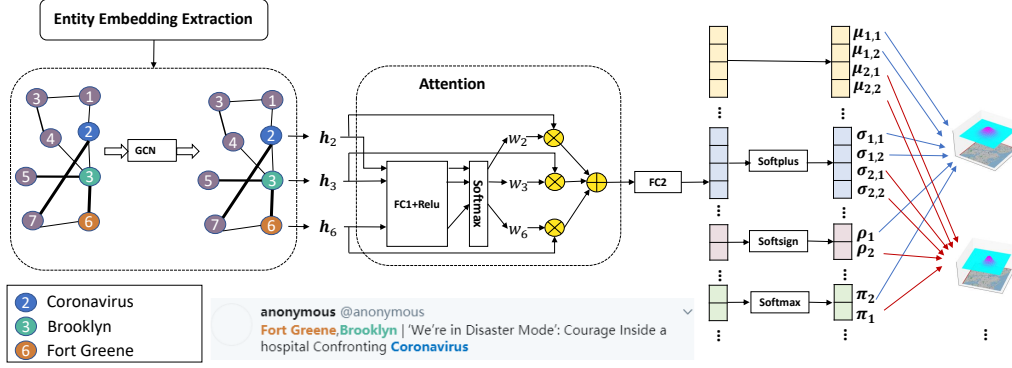 Entity Embedding Extraction
3
1
2
4
5
3
7
6
GCN
3
1
2
4
5
3
7
6
Attention
h₂
h₃
h₆
FC1+Relu
Softmax
w₂
w₃
w₆
FC2
Softplus
Softsign
Softmax
μ₁,₁
μ₁,₂
μ₂,₁
μ₂,₂
σ₁,₁
σ₁,₂
σ₂,₁
σ₂,₂
ρ₁
ρ₂
π₂
π₁
2 Coronavirus
3 Brooklyn
6 Fort Greene
anonymous @anonymous
Fort Greene,Brooklyn | 'We're in Disaster Mode': Courage Inside a
hospital Confronting Coronavirus